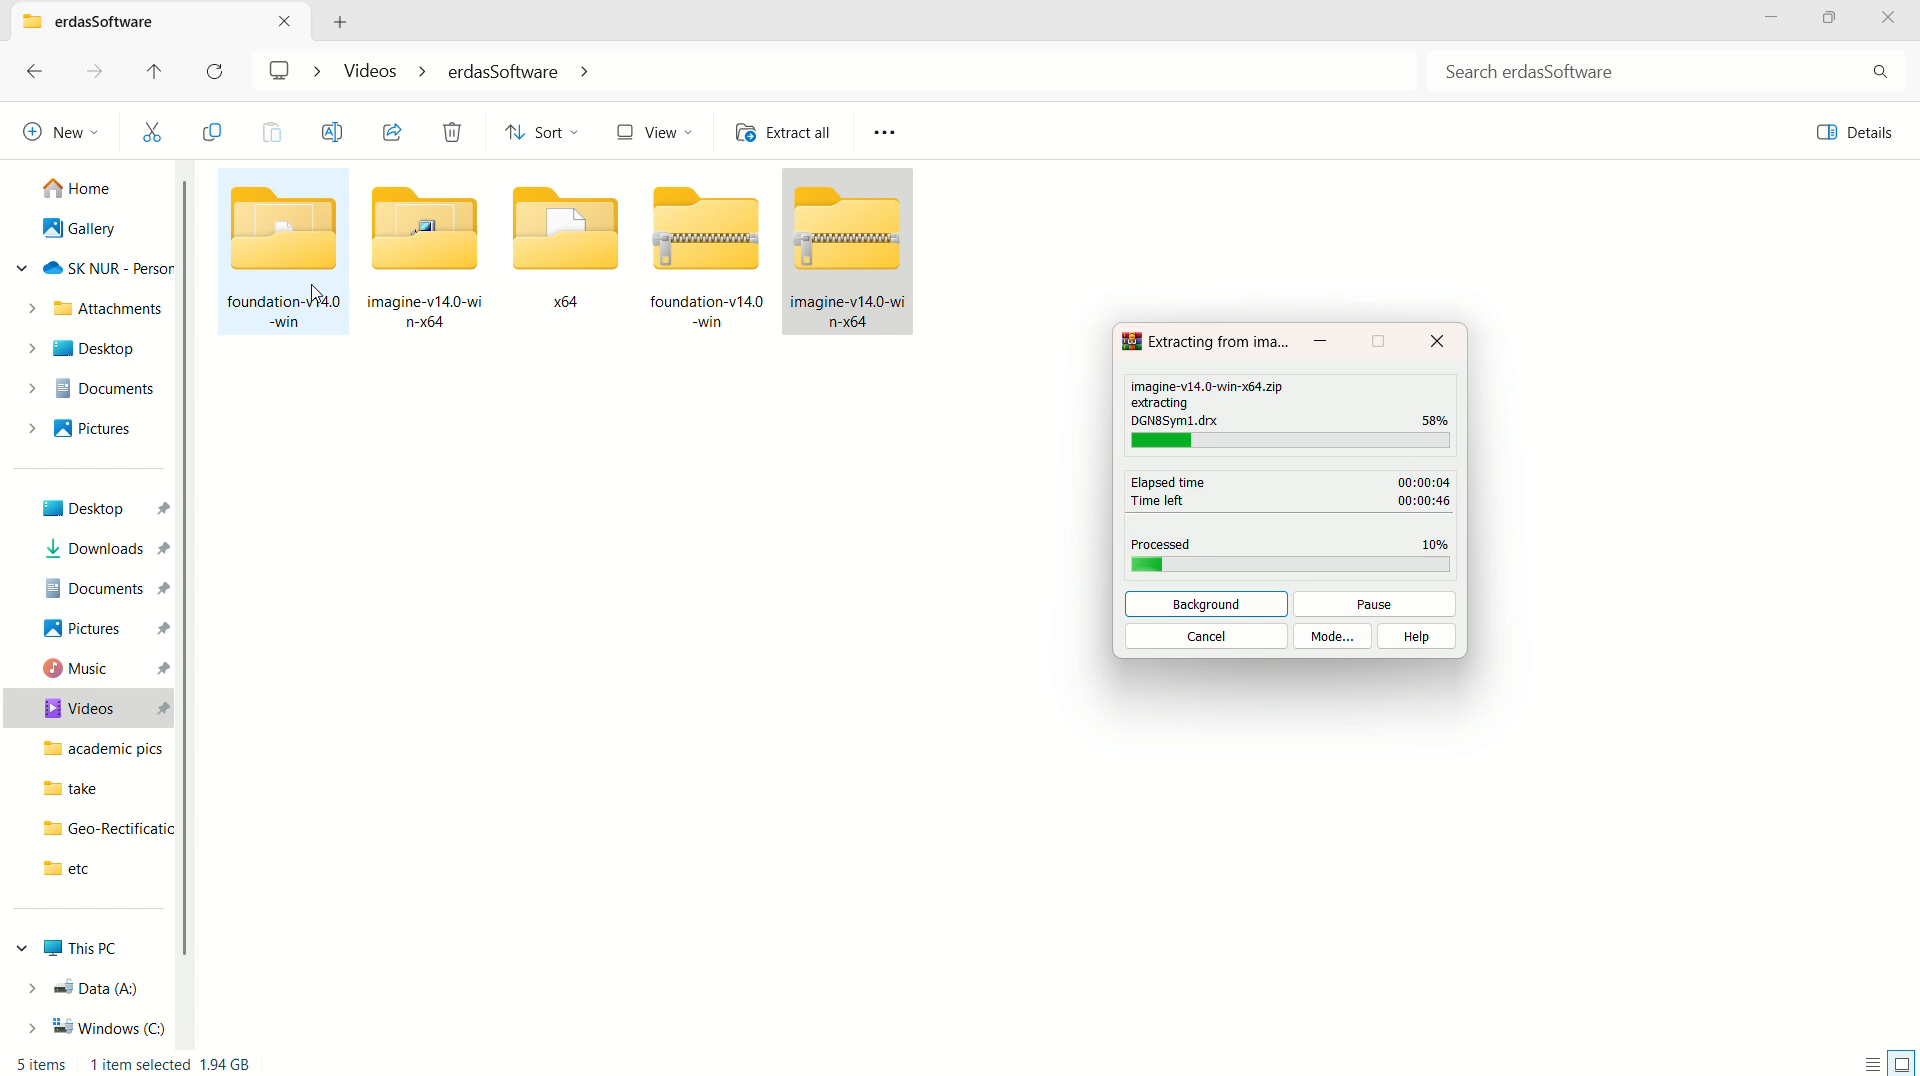 erdasSoftware
Videos
erdasSoftware
Search erdasSoftware
New
Sort
View
Extract all
Details
Home
Gallery
SK NUR - Person
Attachments
Desktop
Documents
Pictures
Desktop
Downloads
Documents
Pictures
Music
Videos
academic pics
take
Geo-Rectificatic
etc
This PC
Data (A:)
Windows (C:)
foundation-v14.0
-win
imagine-v14.0-wi
n-x64
x64
foundation-v14.0
-win
imagine-v14.0-wi
n-x64
Extracting from ima...
imagine-v14.0-win-x64.zip
extracting
DGN8Sym1.drx 58%
Elapsed time 00:00:04
Time left 00:00:46
Processed 10%
Background
Pause
Cancel
Mode...
Help
5 items 1 item selected 1.94 GB